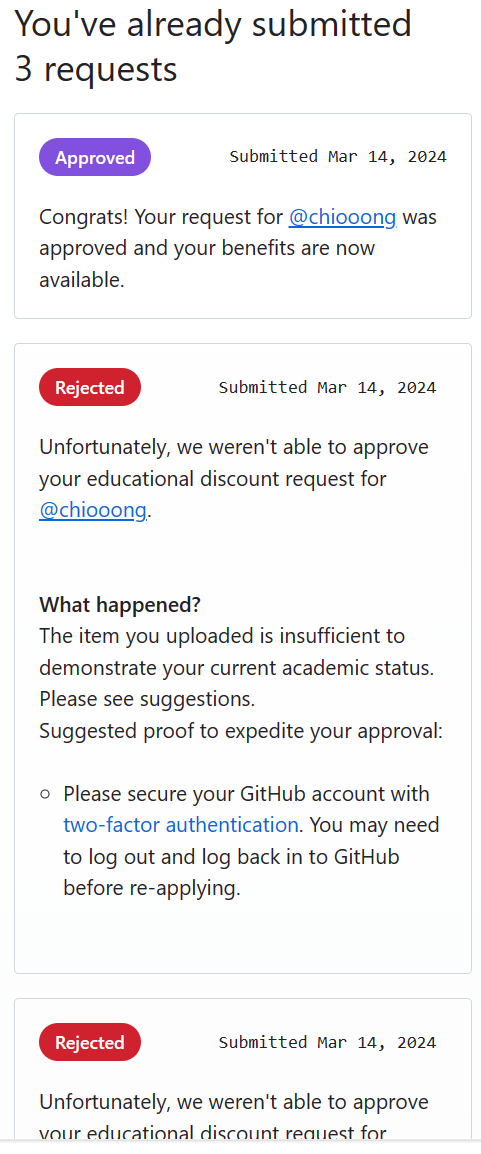 You've already submitted
3 requests
Approved
Submitted Mar 14, 2024
Congrats! Your request for @chiooong was
approved and your benefits are now
available.
Rejected
Submitted Mar 14, 2024
Unfortunately, we weren't able to approve
your educational discount request for
@chiooong.
What happened?
The item you uploaded is insufficient to
demonstrate your current academic status.
Please see suggestions.
Suggested proof to expedite your approval:
Please secure your GitHub account with
two-factor authentication. You may need
to log out and log back in to GitHub
before re-applying.
Rejected
Submitted Mar 14, 2024
Unfortunately, we weren't able to approve
your educational discount request for